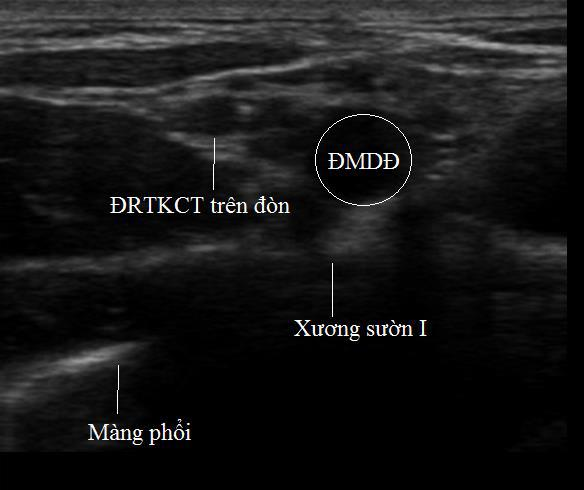 ĐMDĐ
ĐRTKCT trên đòn
Xương sườn I
Màng phổi